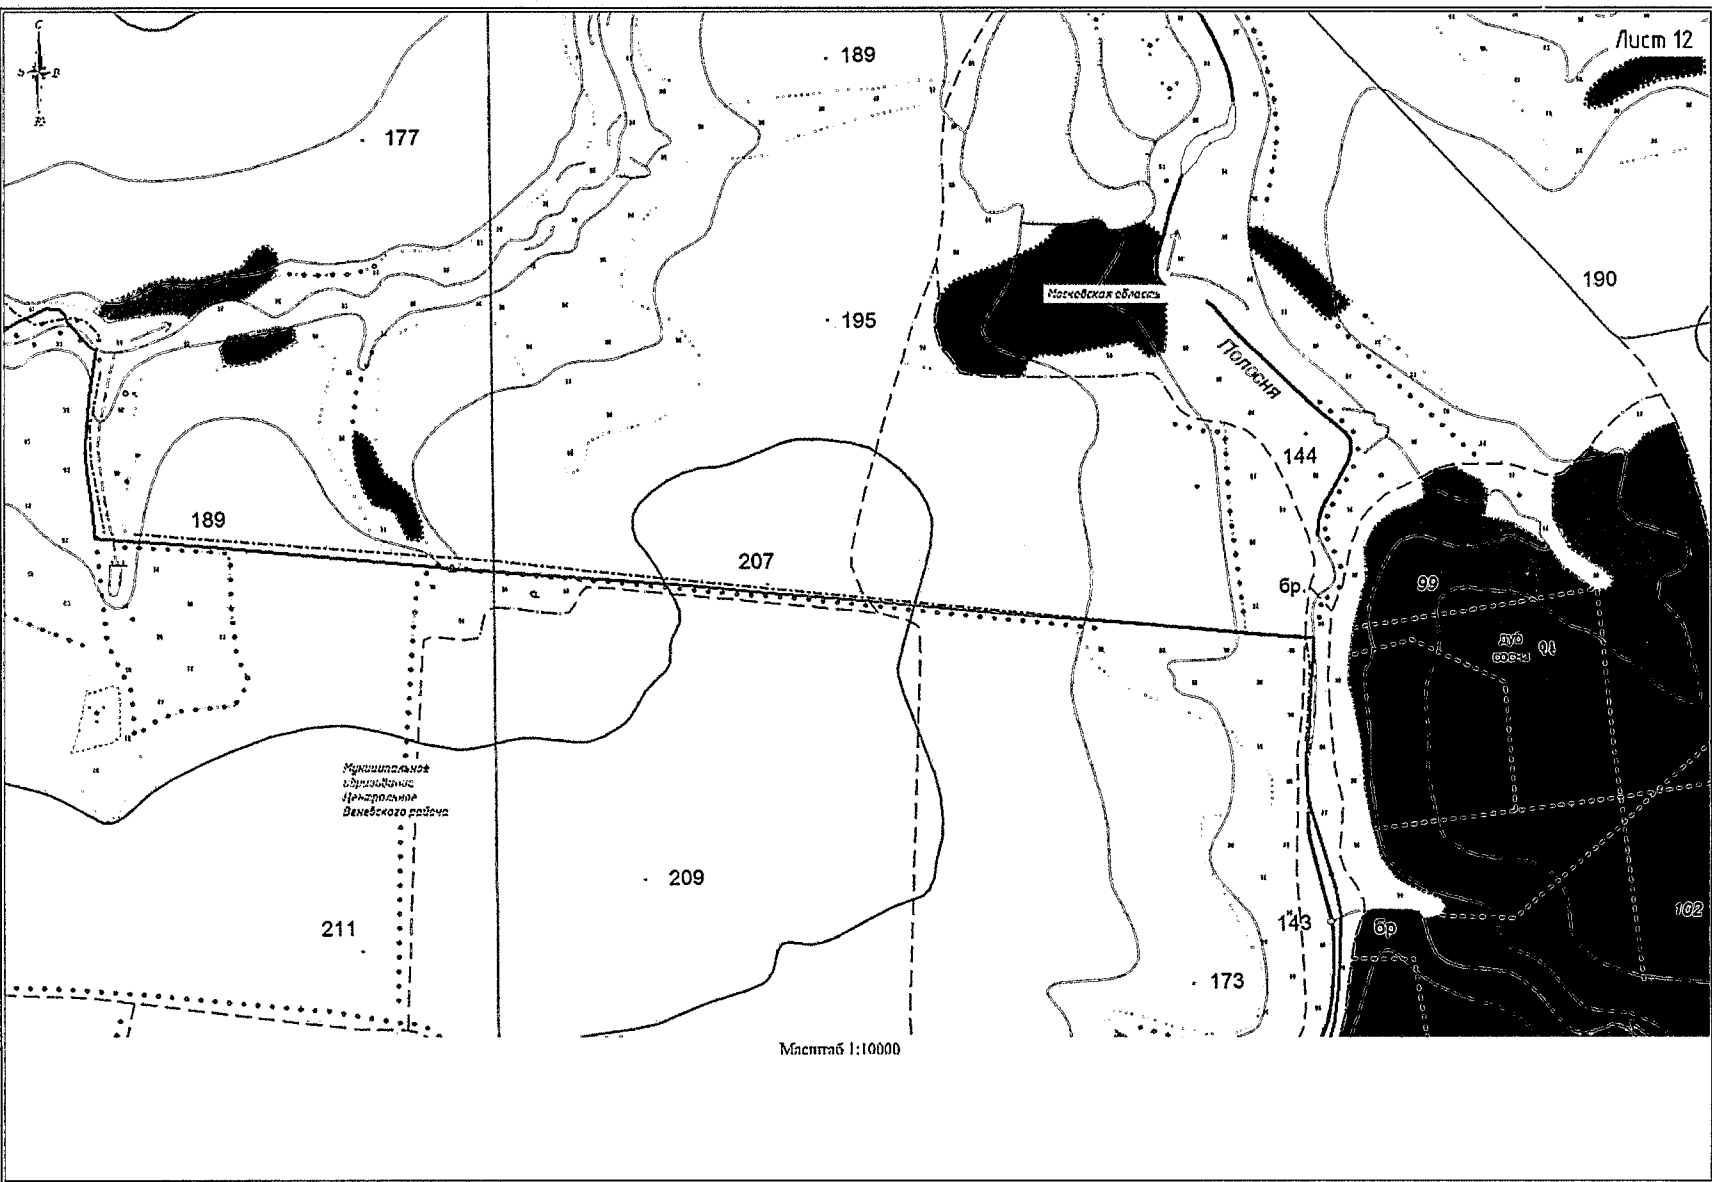 Лист 12
С
189
177
190
Московская область
195
Полосня
144
189
207
бр.
99
дуб
сосна
Муниципальное
образование
Центральное
Веневского района
209
211
143
бр
102
173
Масштаб 1:10000